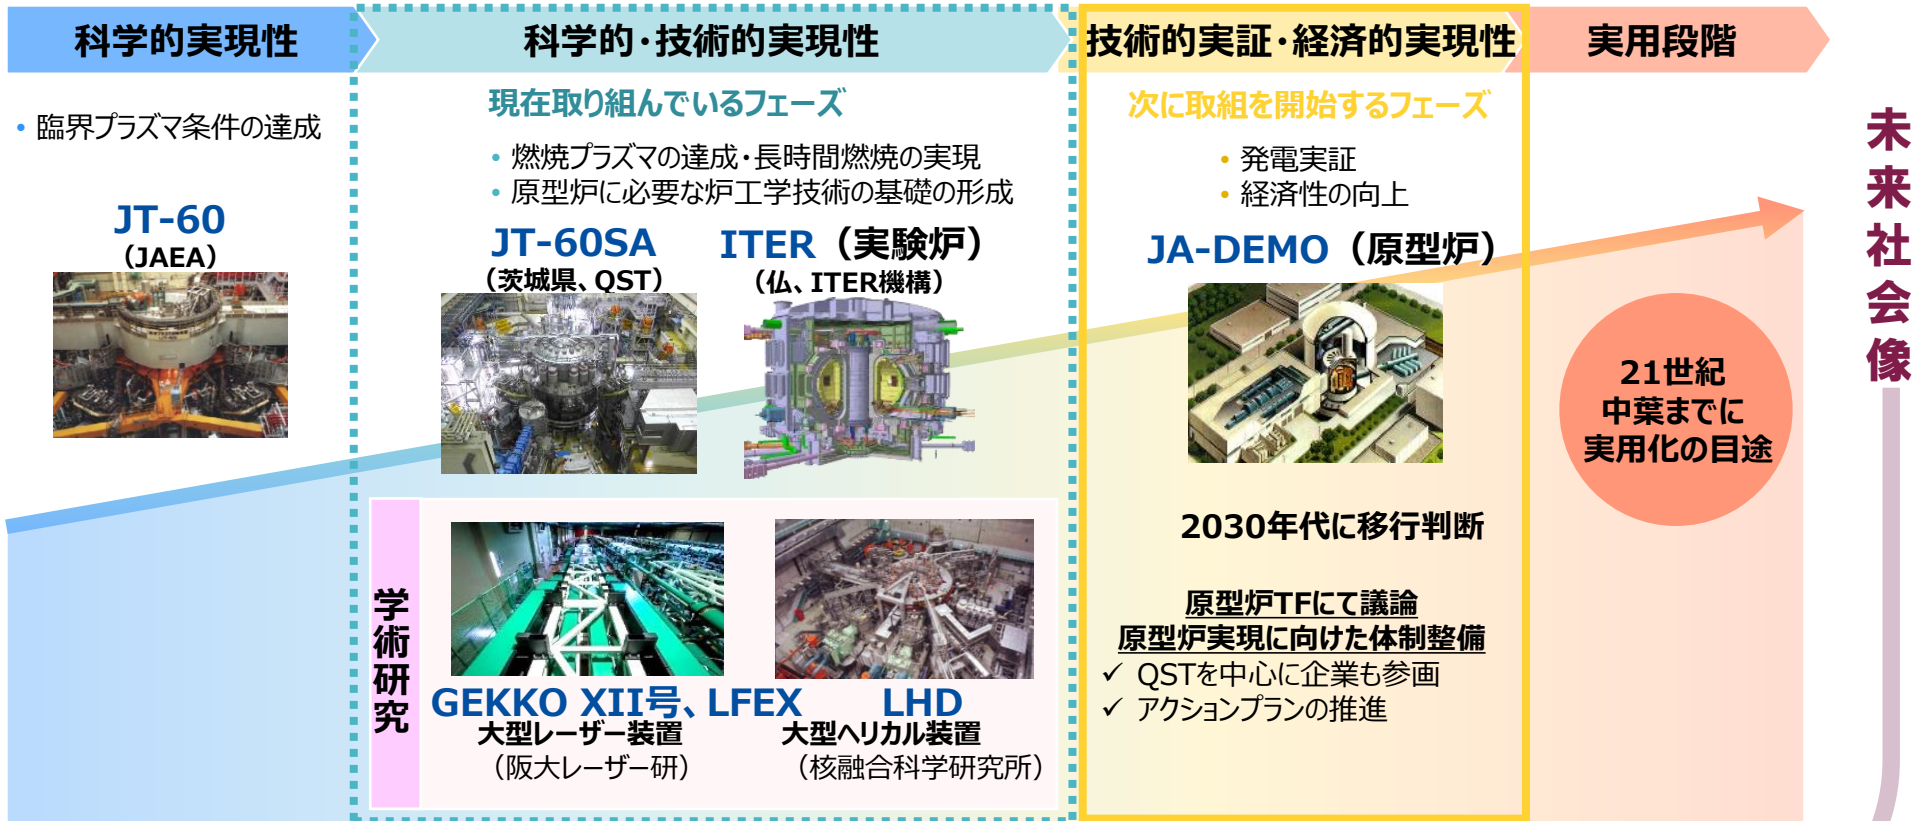 科学的実現性
科学的・技術的実現性
技術的実証・経済的実現性
実用段階
・臨界プラズマ条件の達成
JT-60
（JAEA）
現在取り組んでいるフェーズ
・燃焼プラズマの達成・長時間燃焼の実現
・原型炉に必要な炉工学技術の基礎の形成
JT-60SA
（茨城県、QST）
ITER（実験炉）
（仏、ITER機構）
学術研究
GEKKO XII号、LFEX
大型レーザー装置
（阪大レーザー研）
LHD
大型ヘリカル装置
（核融合科学研究所）
次に取組を開始するフェーズ
・発電実証
・経済性の向上
JA-DEMO（原型炉）
2030年代に移行判断
原型炉TFにて議論
原型炉実現に向けた体制整備
✓ QSTを中心に企業も参画
✓ アクションプランの推進
21世紀
中葉までに
実用化の目途
未来社会像